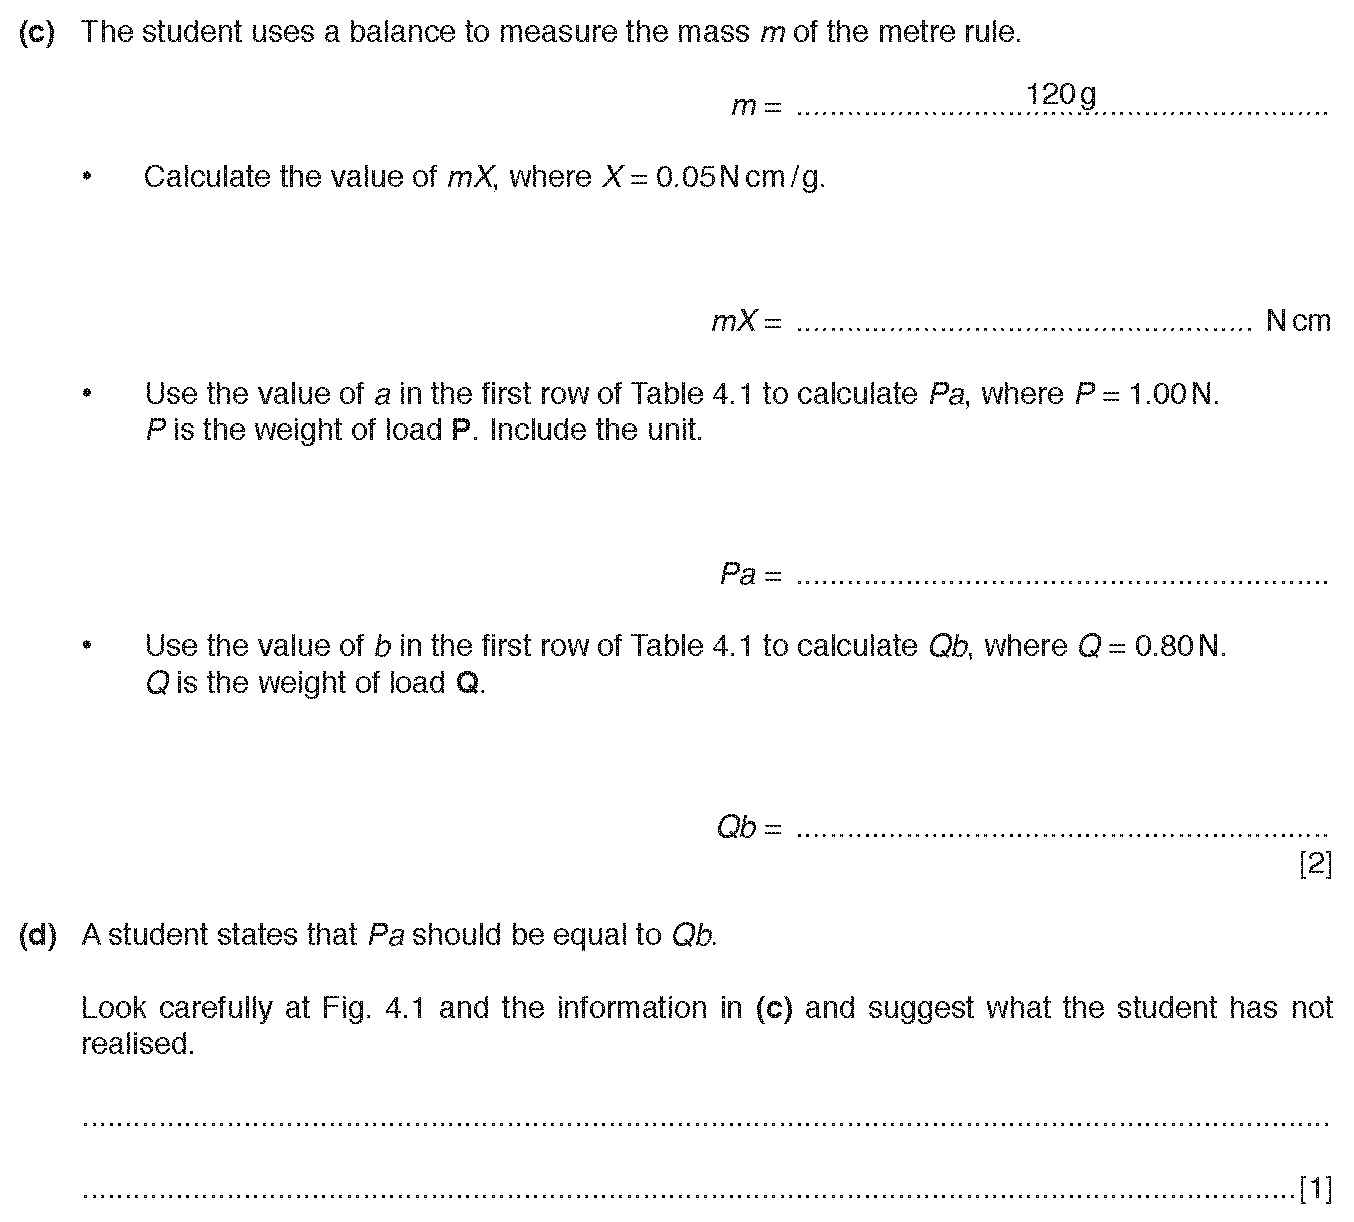 (c) The student uses a balance to measure the mass m of the metre rule.
m = ........................120 g........................
• Calculate the value of mX, where X = 0.05 N cm / g.
mX = ........................................................ N cm
• Use the value of a in the first row of Table 4.1 to calculate Pa, where P = 1.00 N.
P is the weight of load P. Include the unit.
Pa = ................................................................
• Use the value of b in the first row of Table 4.1 to calculate Qb, where Q = 0.80 N.
Q is the weight of load Q.
Qb = ................................................................
[2]
(d) A student states that Pa should be equal to Qb.
Look carefully at Fig. 4.1 and the information in (c) and suggest what the student has not
realised.
..........................................................................................................................
......................................................................................................................[1]